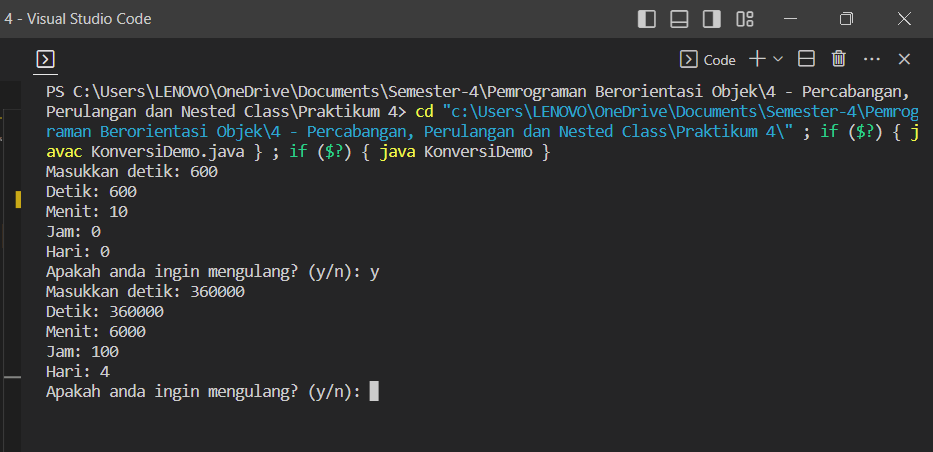 4 - Visual Studio Code
Code
PS C:\Users\LENOVO\OneDrive\Documents\Semester-4\Pemrograman Berorientasi Objek\4 - Percabangan,
Perulangan dan Nested Class\Praktikum 4> cd "c:\Users\LENOVO\OneDrive\Documents\Semester-4\Pemrog
raman Berorientasi Objek\4 - Percabangan, Perulangan dan Nested Class\Praktikum 4\" ; if ($?) { j
avac KonversiDemo.java } ; if ($?) { java KonversiDemo }
Masukkan detik: 600
Detik: 600
Menit: 10
Jam: 0
Hari: 0
Apakah anda ingin mengulang? (y/n): y
Masukkan detik: 360000
Detik: 360000
Menit: 6000
Jam: 100
Hari: 4
Apakah anda ingin mengulang? (y/n):